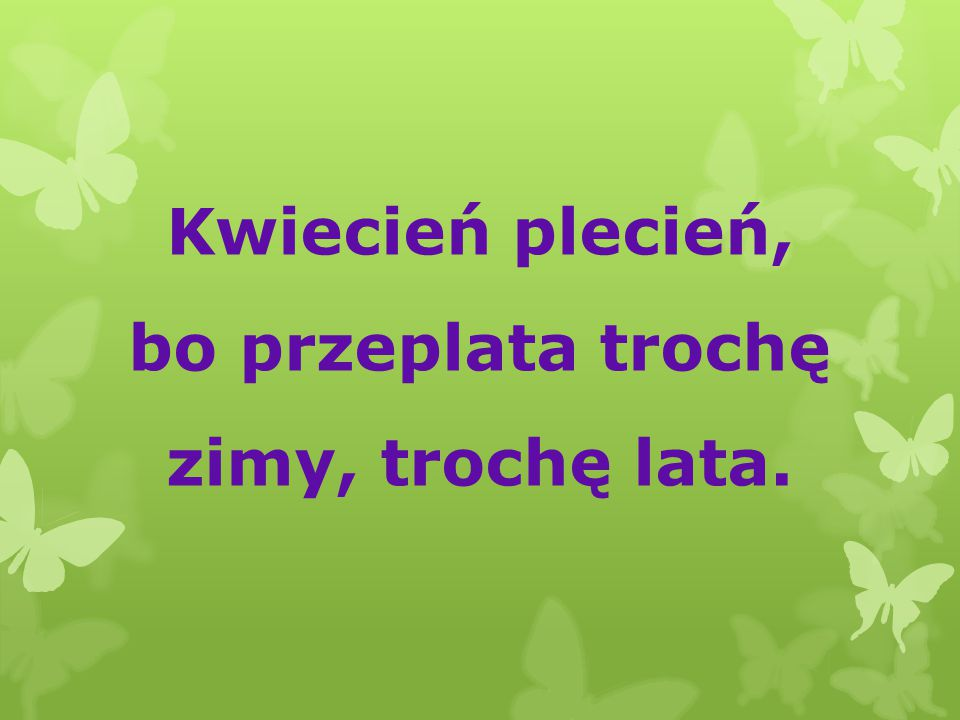 Kwiecień plecień,
bo przeplata trochę
zimy, trochę lata.